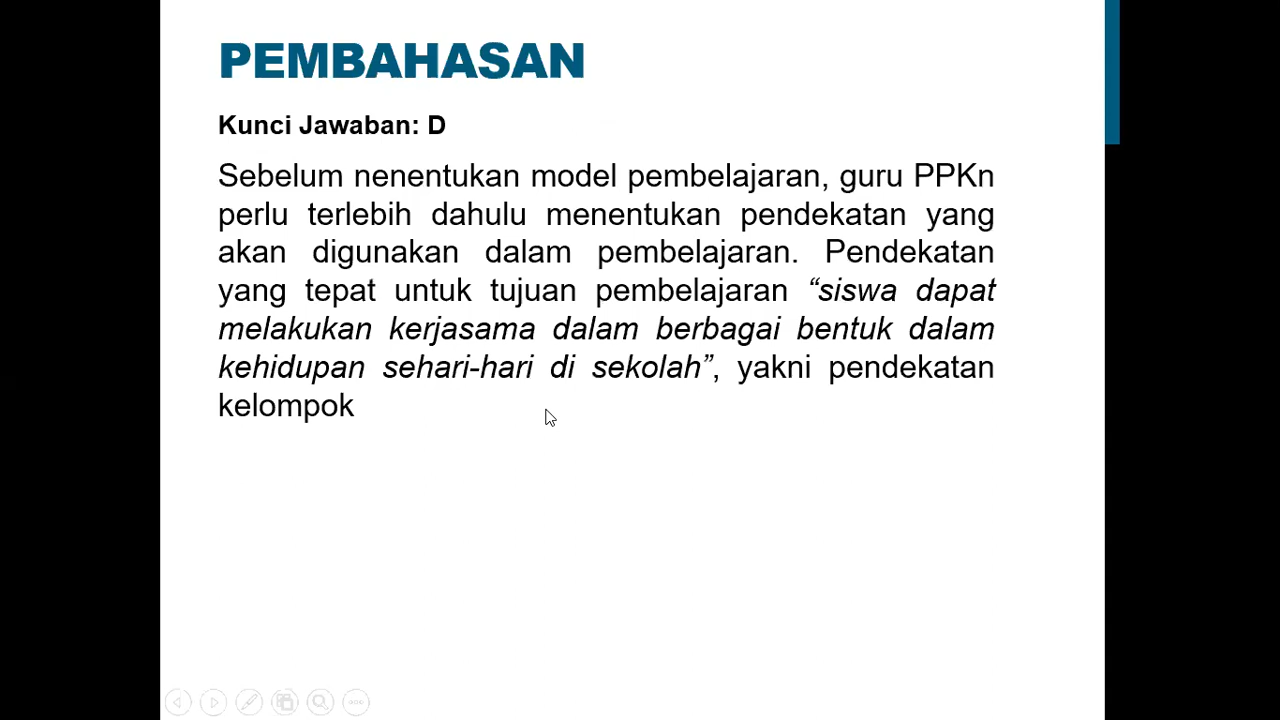 PEMBAHASAN
Kunci Jawaban: D
Sebelum nenentukan model pembelajaran, guru PPKn
perlu terlebih dahulu menentukan pendekatan yang
akan digunakan dalam pembelajaran. Pendekatan
yang tepat untuk tujuan pembelajaran “siswa dapat
melakukan kerjasama dalam berbagai bentuk dalam
kehidupan sehari-hari di sekolah”, yakni pendekatan
kelompok